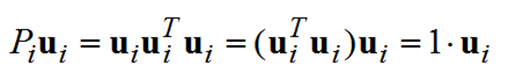 Pᵢuᵢ = uᵢuᵢᵀuᵢ = (uᵢᵀuᵢ)uᵢ = 1·uᵢ